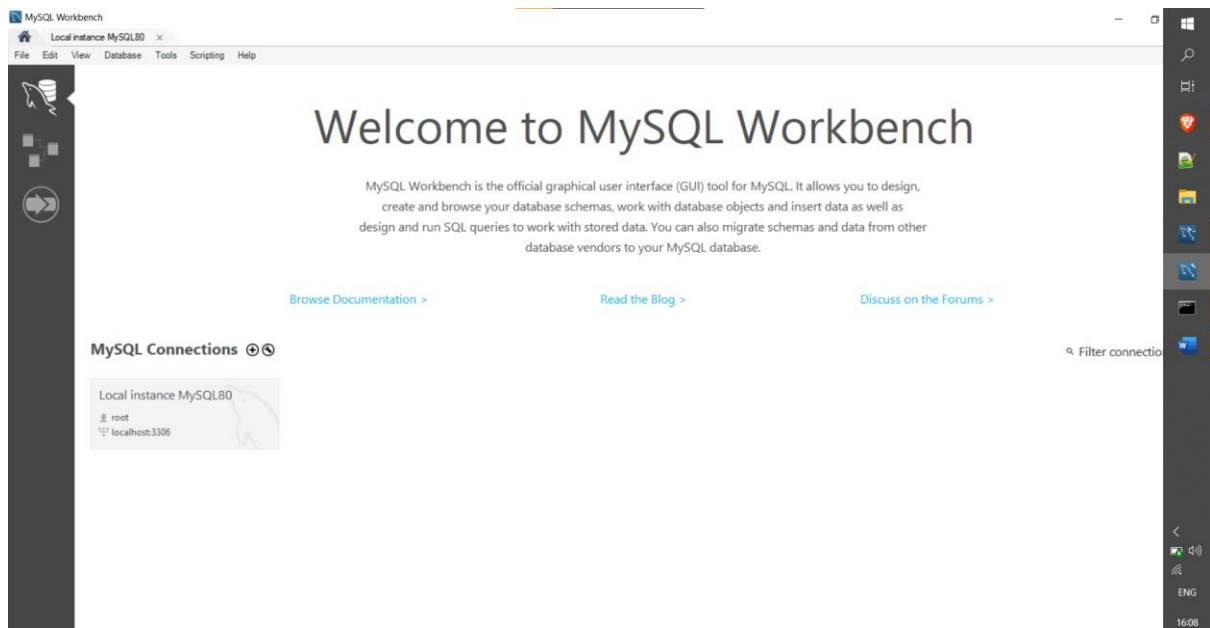 MySQL Workbench
Local instance MySQL80 ×
File Edit View Database Tools Scripting Help
Welcome to MySQL Workbench
MySQL Workbench is the official graphical user interface (GUI) tool for MySQL. It allows you to design,
create and browse your database schemas, work with database objects and insert data as well as
design and run SQL queries to work with stored data. You can also migrate schemas and data from other
database vendors to your MySQL database.
Browse Documentation > Read the Blog > Discuss on the Forums >
MySQL Connections
Filter connectio
Local instance MySQL80
root
localhost:3306
W
ENG
16:08